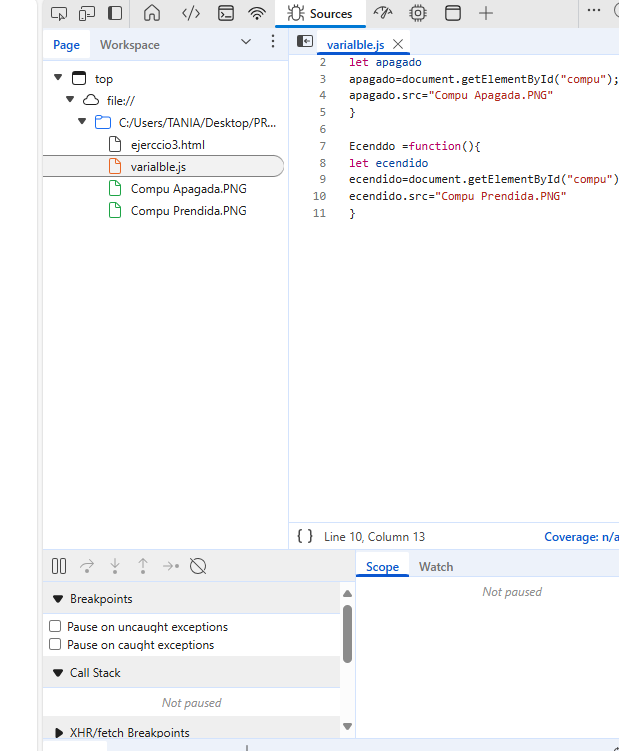 Sources
Page
Workspace
varialble.js
top
file://
C:/Users/TANIA/Desktop/PR...
ejerccio3.html
varialble.js
Compu Apagada.PNG
Compu Prendida.PNG
2 let apagado
3 apagado=document.getElementById("compu");
4 apagado.src="Compu Apagada.PNG"
5 }
6
7 Ecenddo =function(){
8 let ecendido
9 ecendido=document.getElementById("compu")
10 ecendido.src="Compu Prendida.PNG"
11 }
{ } Line 10, Column 13
Coverage: n/a
Scope
Watch
Not paused
Breakpoints
Pause on uncaught exceptions
Pause on caught exceptions
Call Stack
Not paused
XHR/fetch Breakpoints